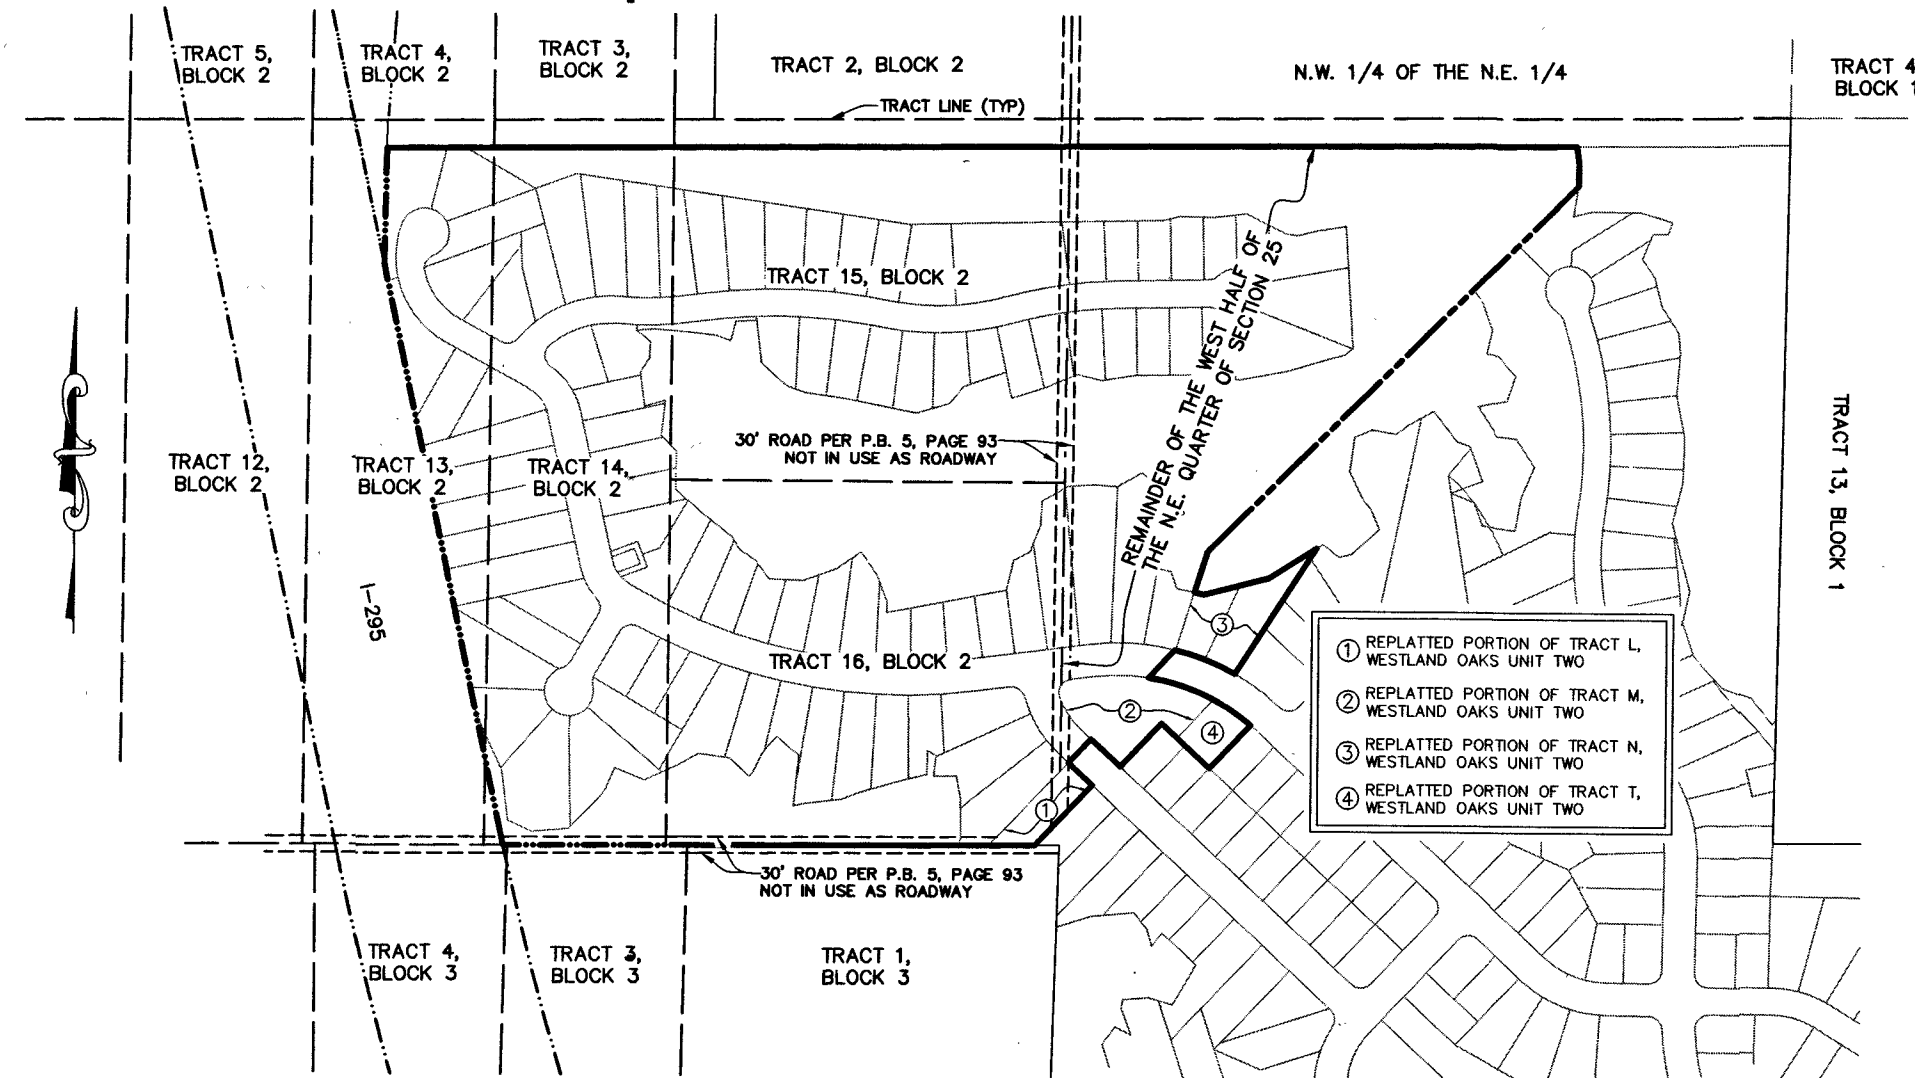 TRACT 5,
BLOCK 2
TRACT 4,
BLOCK 2
TRACT 3,
BLOCK 2
TRACT 2, BLOCK 2
N.W. 1/4 OF THE N.E. 1/4
TRACT 4
BLOCK 1
TRACT LINE (TYP)
TRACT 15, BLOCK 2
REMAINDER OF THE WEST HALF OF
THE N.E. QUARTER OF SECTION 25
30' ROAD PER P.B. 5, PAGE 93
NOT IN USE AS ROADWAY
TRACT 12,
BLOCK 2
TRACT 13,
BLOCK 2
TRACT 14,
BLOCK 2
TRACT 13, BLOCK 1
I-295
TRACT 16, BLOCK 2
3
2
4
1
1 REPLATTED PORTION OF TRACT L,
WESTLAND OAKS UNIT TWO
2 REPLATTED PORTION OF TRACT M,
WESTLAND OAKS UNIT TWO
3 REPLATTED PORTION OF TRACT N,
WESTLAND OAKS UNIT TWO
4 REPLATTED PORTION OF TRACT T,
WESTLAND OAKS UNIT TWO
30' ROAD PER P.B. 5, PAGE 93
NOT IN USE AS ROADWAY
TRACT 4,
BLOCK 3
TRACT 3,
BLOCK 3
TRACT 1,
BLOCK 3